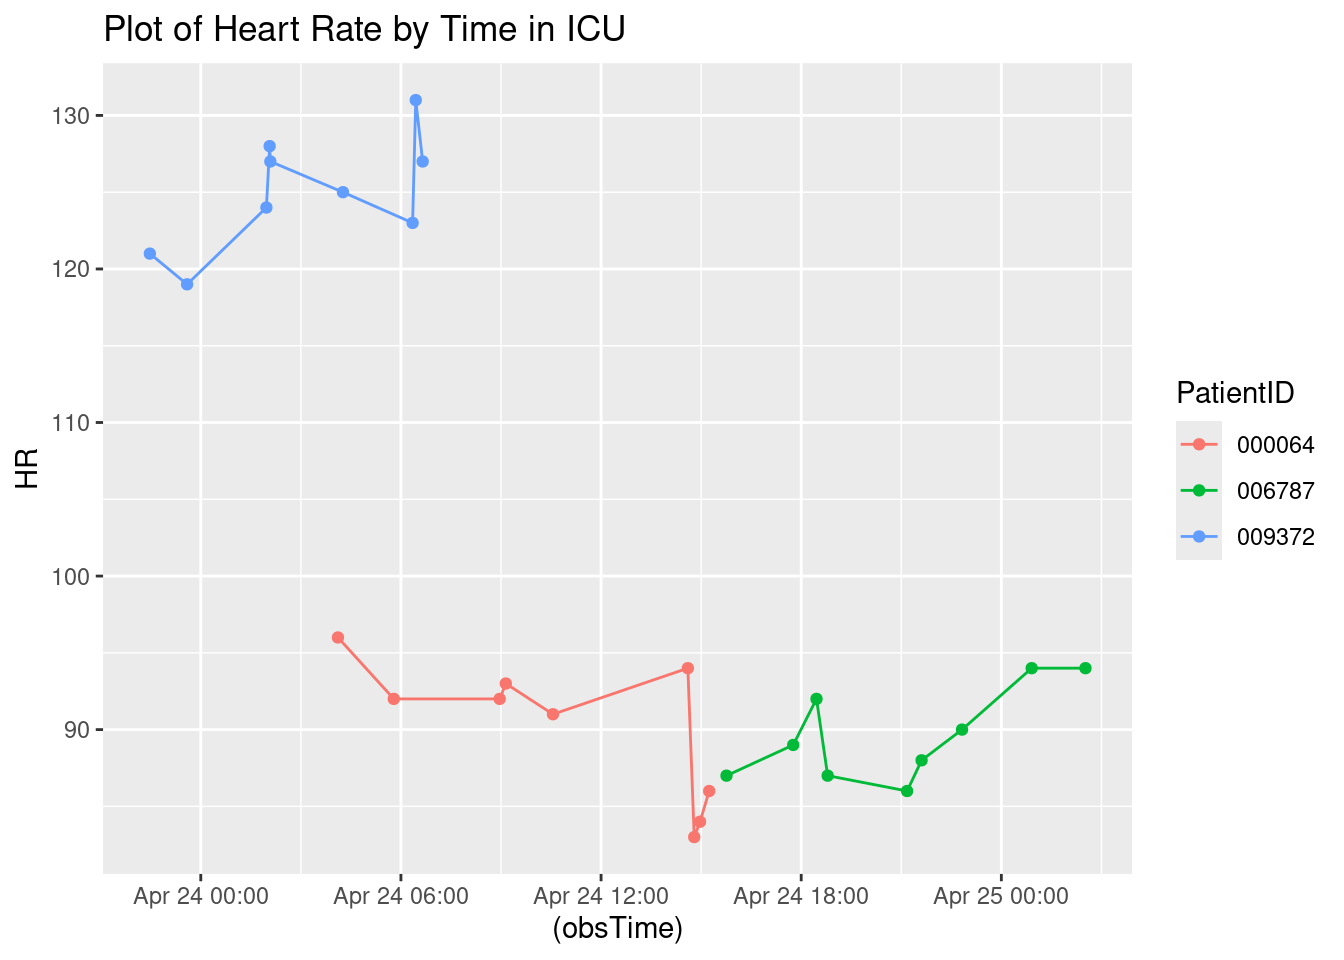 Plot of Heart Rate by Time in ICU
130
120
110
100
90
HR
Apr 24 00:00
Apr 24 06:00
Apr 24 12:00
Apr 24 18:00
Apr 25 00:00
(obsTime)
PatientID
000064
006787
009372